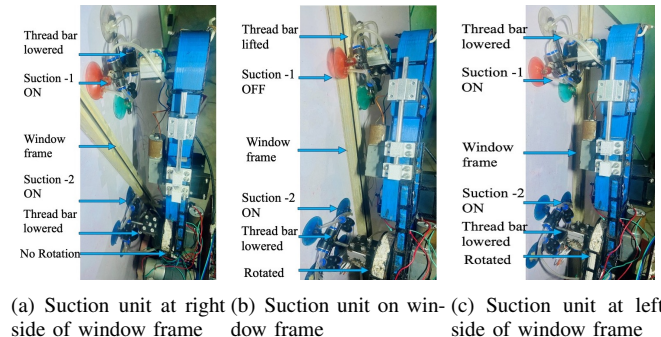 Thread bar
lowered
Suction -1
ON
Window
frame
Suction -2
ON
Thread bar
lowered
No Rotation
Thread bar
lifted
Suction -1
OFF
Window
frame
Suction -2
ON
Thread bar
lowered
Rotated
Thread bar
lowered
Suction -1
ON
Window
frame
Suction -2
ON
Thread bar
lowered
Rotated
(a) Suction unit at right
side of window frame
(b) Suction unit on win-
dow frame
(c) Suction unit at left
side of window frame